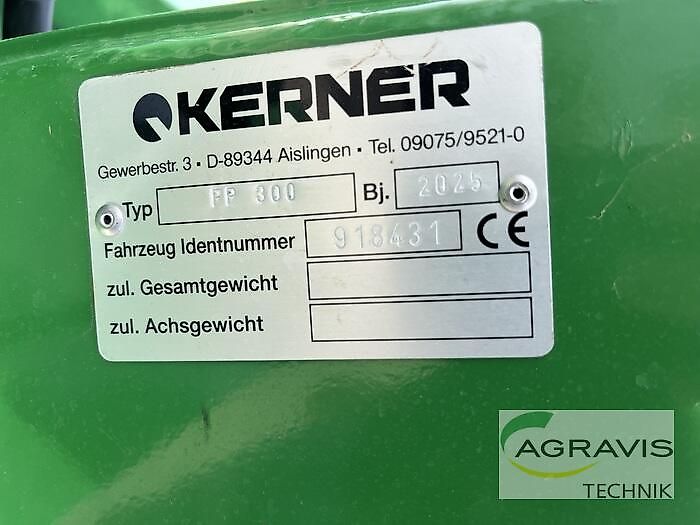 KERNER
Gewerbestr. 3 • D-89344 Aislingen • Tel. 09075/9521-0
Typ PP 300 Bj. 2025
Fahrzeug Identnummer 918431 CE
zul. Gesamtgewicht
zul. Achsgewicht
AGRAVIS
TECHNIK